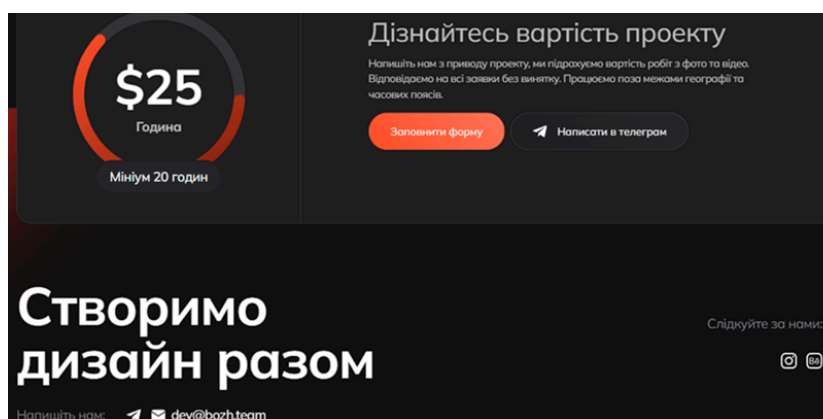 $25
Година
Мініум 20 годин
Дізнайтесь вартість проекту
Напишіть нам з приводу проекту, ми підрахуємо вартість робіт з фото та відео.
Відповідаємо на всі заявки без винятку. Працюємо поза межами географії та
часових поясів.
Заповнити форму
Написати в телеграм
Створимо
дизайн разом
Слідкуйте за нами:
Bē
Напишіть нам:
dev@bozh.team